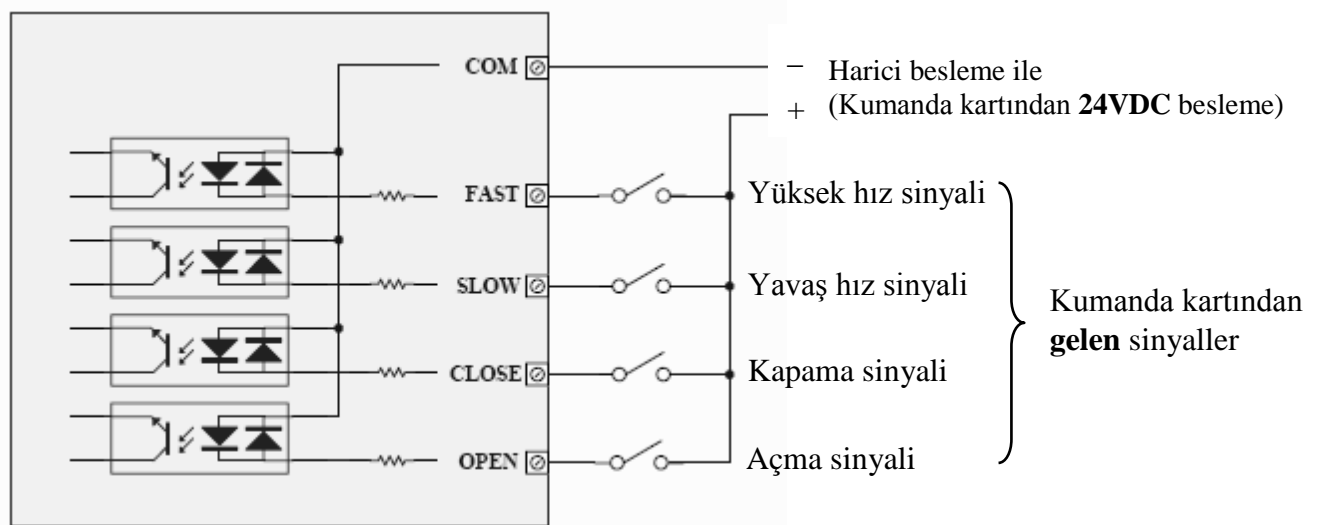 COM
− Harici besleme ile
+ (Kumanda kartından 24VDC besleme)
FAST
Yüksek hız sinyali
SLOW
Yavaş hız sinyali
Kumanda kartından
gelen sinyaller
CLOSE
Kapama sinyali
OPEN
Açma sinyali